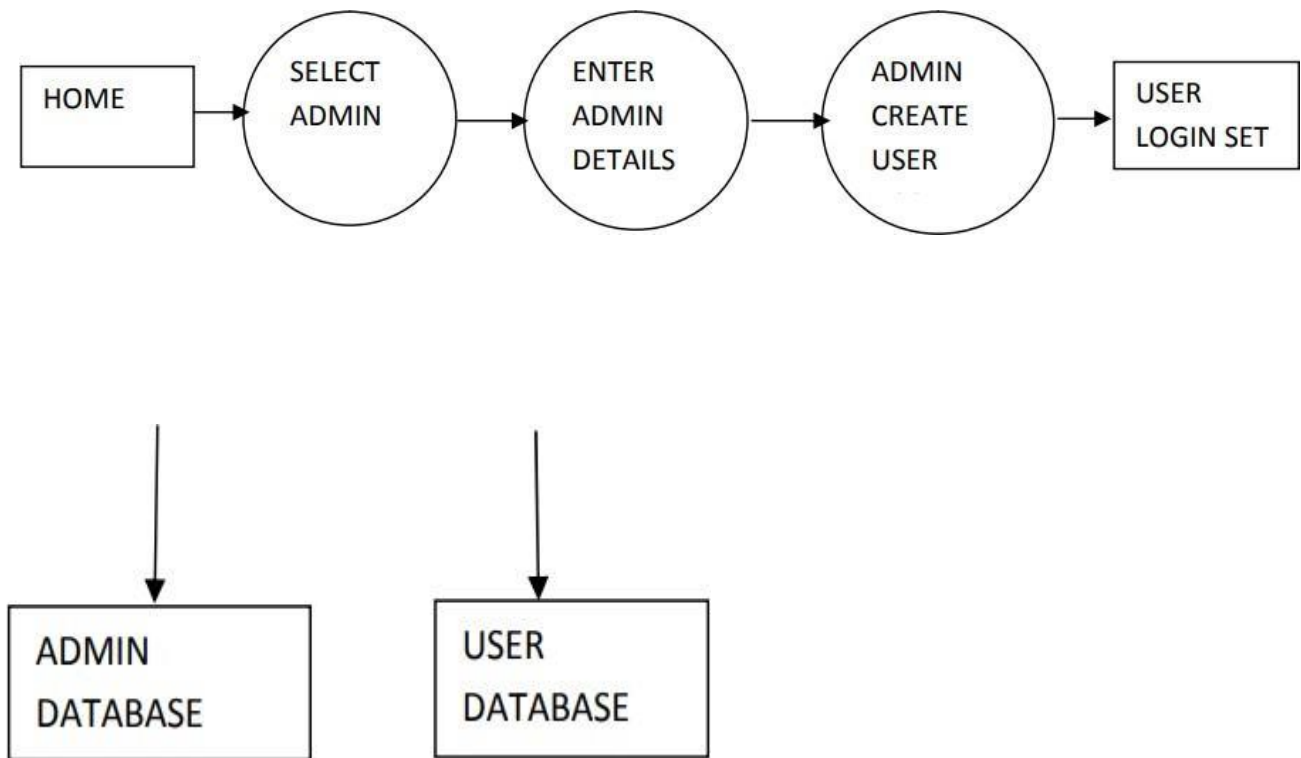 HOME
SELECT
ADMIN
ENTER
ADMIN
DETAILS
ADMIN
CREATE
USER
USER
LOGIN SET
ADMIN
DATABASE
USER
DATABASE